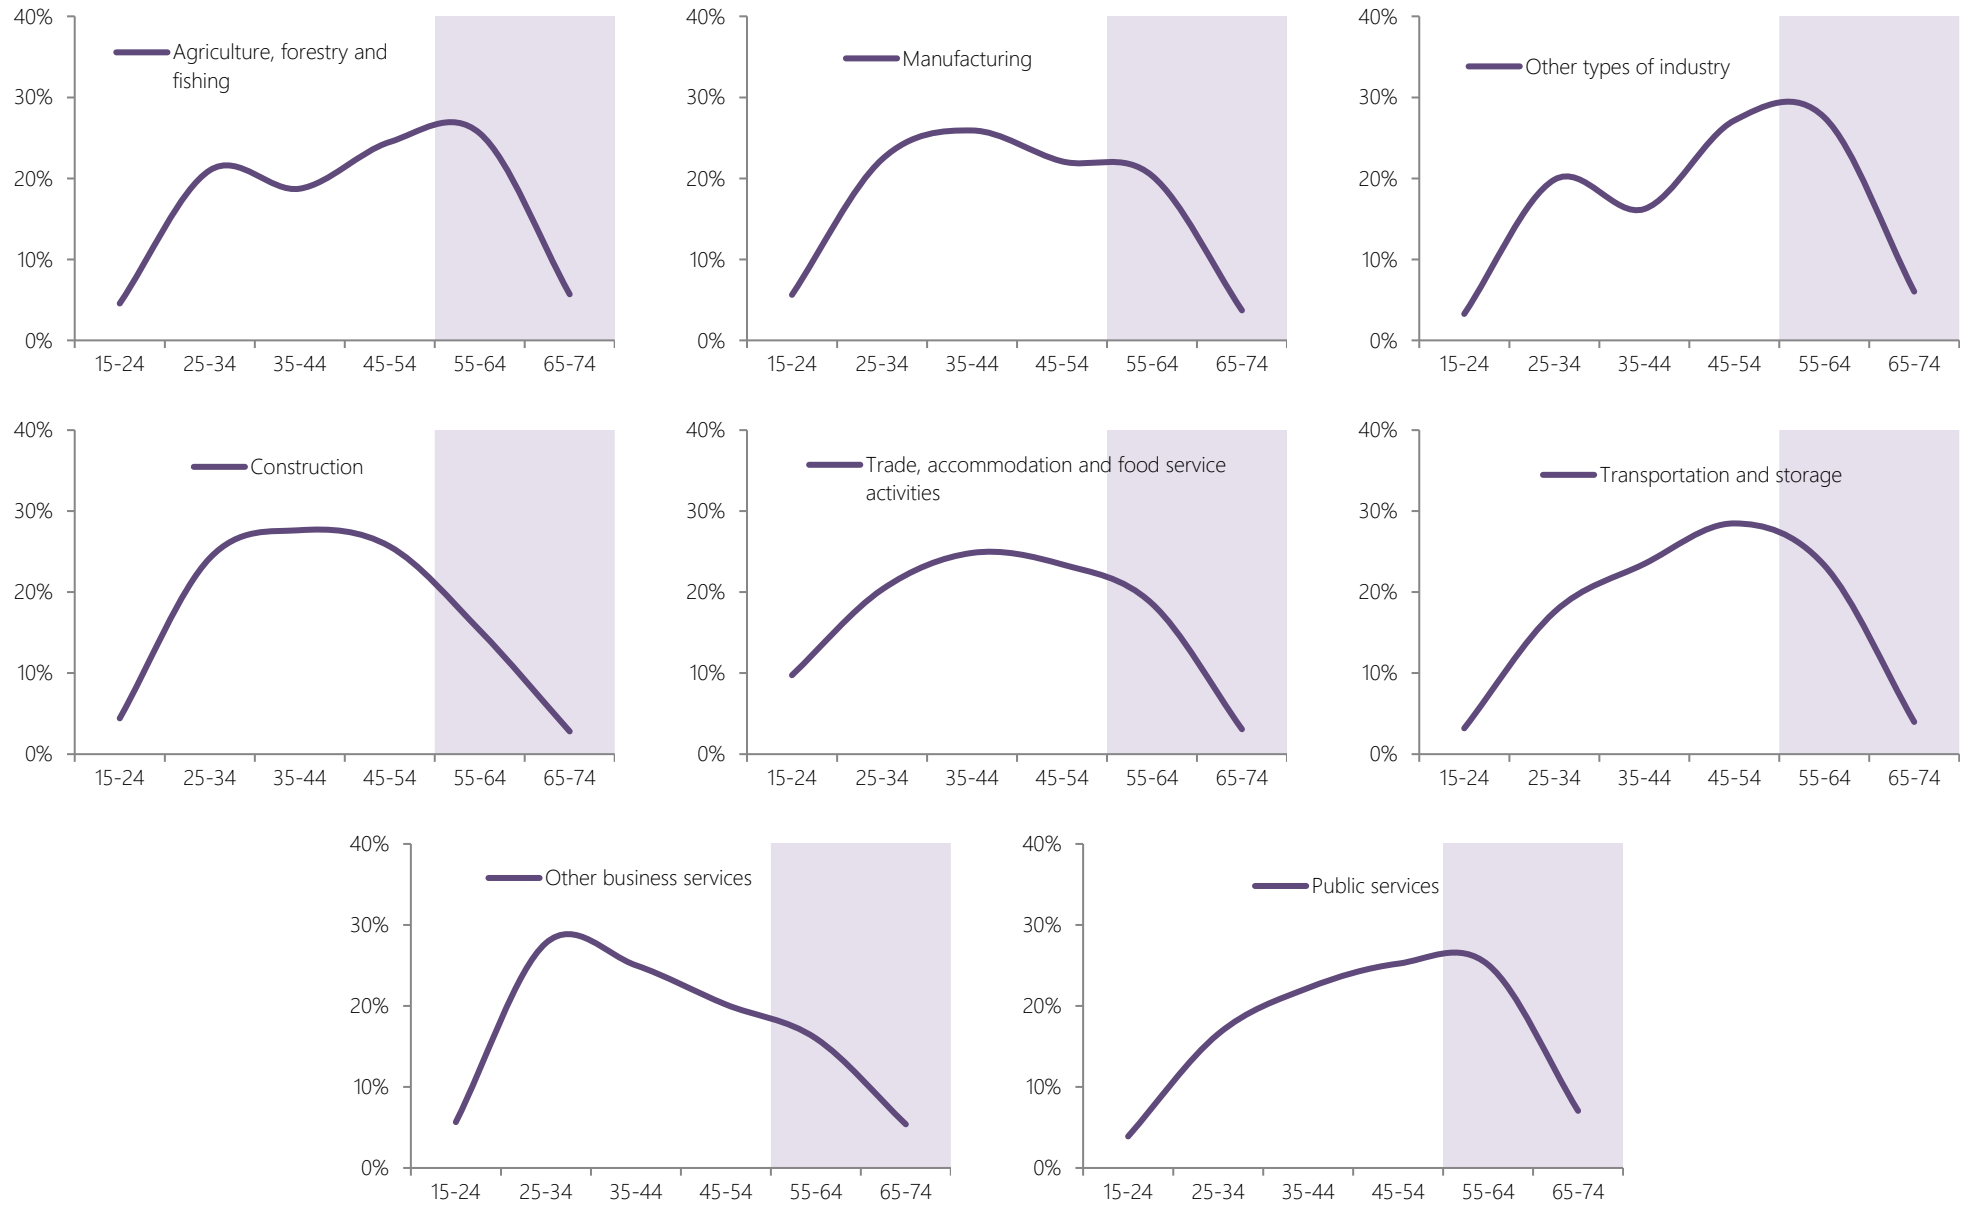 Agriculture, forestry and
fishing
40%
30%
20%
10%
0%
15-24 25-34 35-44 45-54 55-64 65-74
Manufacturing
40%
30%
20%
10%
0%
15-24 25-34 35-44 45-54 55-64 65-74
Other types of industry
40%
30%
20%
10%
0%
15-24 25-34 35-44 45-54 55-64 65-74
Construction
40%
30%
20%
10%
0%
15-24 25-34 35-44 45-54 55-64 65-74
Trade, accommodation and food service
activities
40%
30%
20%
10%
0%
15-24 25-34 35-44 45-54 55-64 65-74
Transportation and storage
40%
30%
20%
10%
0%
15-24 25-34 35-44 45-54 55-64 65-74
Other business services
40%
30%
20%
10%
0%
15-24 25-34 35-44 45-54 55-64 65-74
Public services
40%
30%
20%
10%
0%
15-24 25-34 35-44 45-54 55-64 65-74